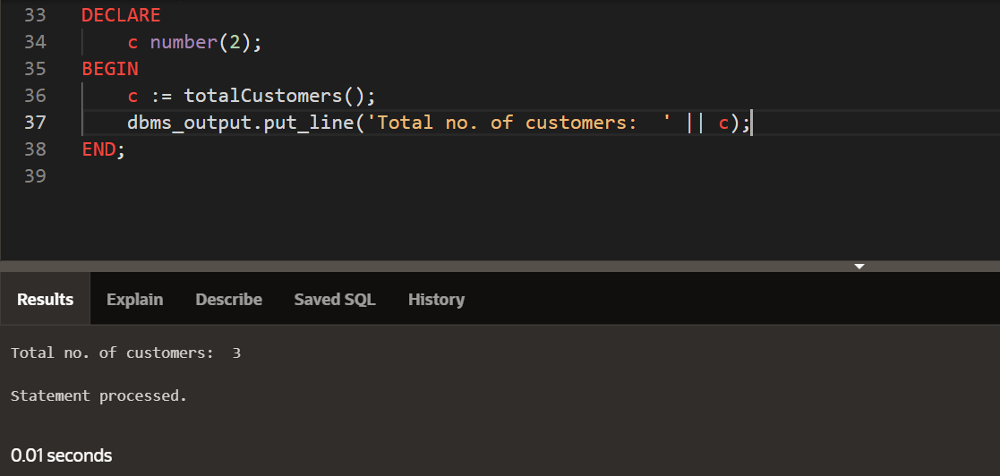 33 DECLARE
34     c number(2);
35 BEGIN
36     c := totalCustomers();
37     dbms_output.put_line('Total no. of customers:  ' || c);
38 END;
39
Results Explain Describe Saved SQL History
Total no. of customers:  3
Statement processed.
0.01 seconds